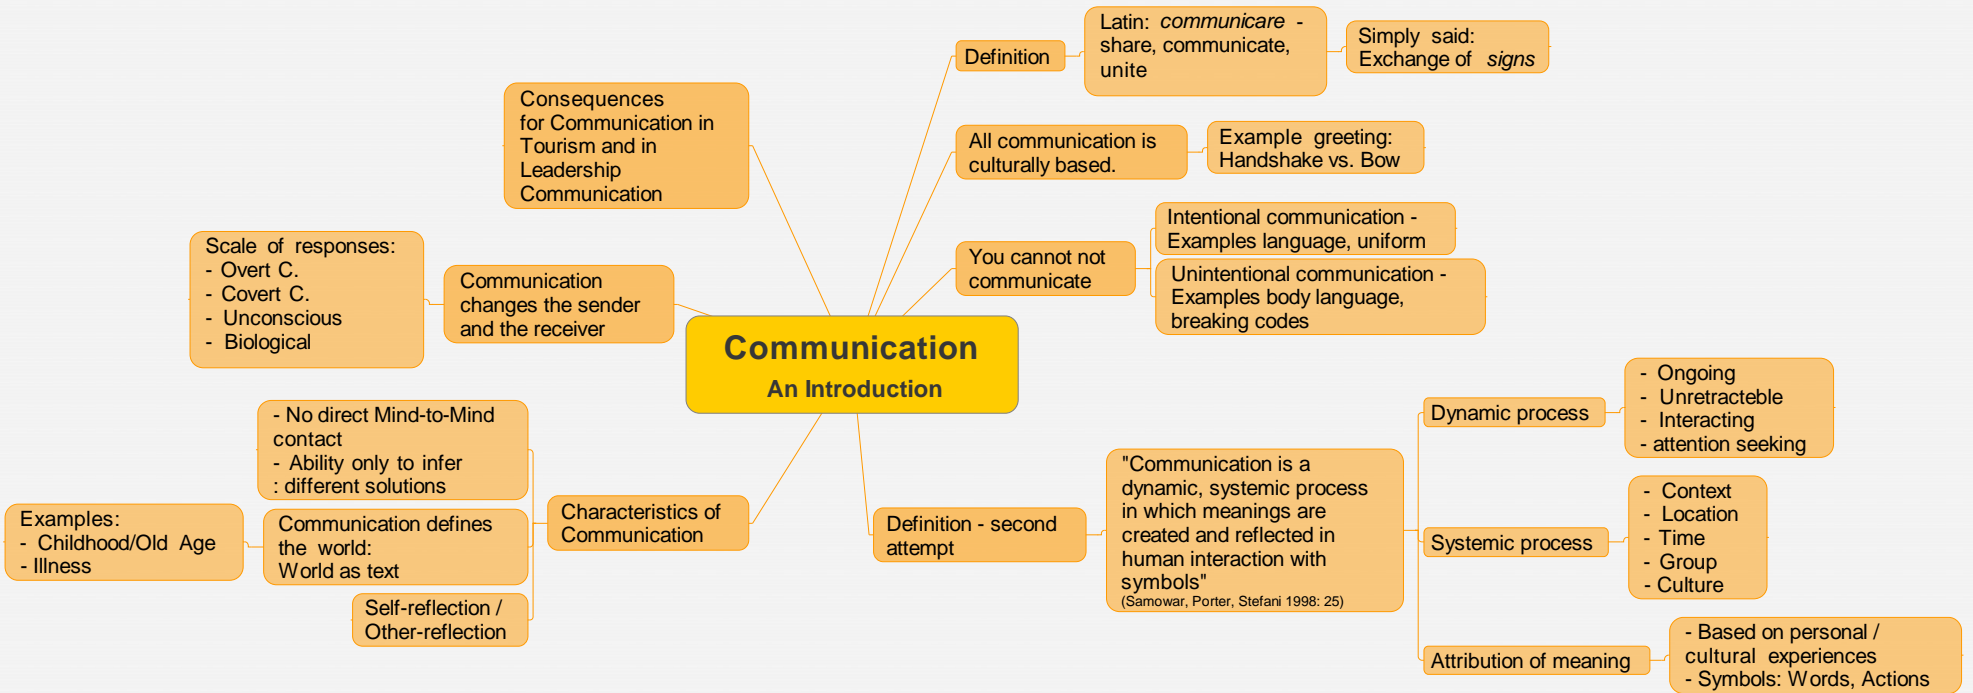 Communication
An Introduction
Definition
Latin: communicare -
share, communicate,
unite
Simply said:
Exchange of signs
All communication is
culturally based.
Example greeting:
Handshake vs. Bow
You cannot not
communicate
Intentional communication -
Examples language, uniform
Unintentional communication -
Examples body language,
breaking codes
Definition - second
attempt
"Communication is a
dynamic, systemic process
in which meanings are
created and reflected in
human interaction with
symbols"
(Samowar, Porter, Stefani 1998: 25)
Dynamic process
- Ongoing
- Unretracteble
- Interacting
- attention seeking
Systemic process
- Context
- Location
- Time
- Group
- Culture
Attribution of meaning
- Based on personal /
cultural experiences
- Symbols: Words, Actions
Characteristics of
Communication
- No direct Mind-to-Mind
contact
- Ability only to infer
: different solutions
Communication defines
the world:
World as text
Examples:
- Childhood/Old Age
- Illness
Self-reflection /
Other-reflection
Communication
changes the sender
and the receiver
Scale of responses:
- Overt C.
- Covert C.
- Unconscious
- Biological
Consequences
for Communication in
Tourism and in
Leadership
Communication